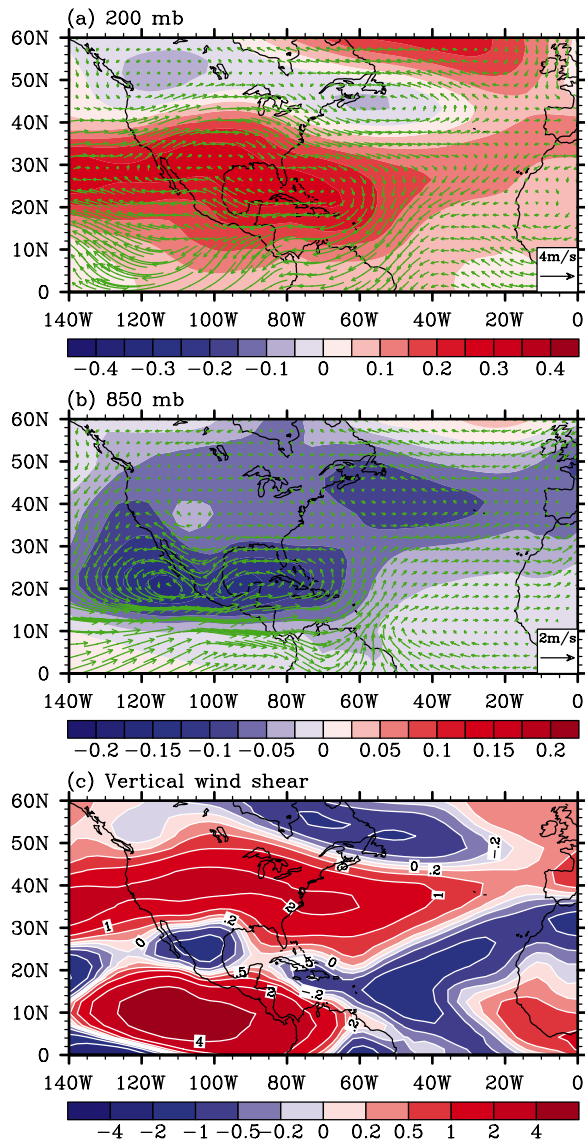 (a) 200 mb
60N
50N
40N
30N
20N
10N
0
4m/s
140W 120W 100W 80W 60W 40W 20W 0
-0.4 -0.3 -0.2 -0.1 0 0.1 0.2 0.3 0.4
(b) 850 mb
60N
50N
40N
30N
20N
10N
0
2m/s
140W 120W 100W 80W 60W 40W 20W 0
-0.2 -0.15 -0.1 -0.05 0 0.05 0.1 0.15 0.2
(c) Vertical wind shear
60N
50N
40N
30N
20N
10N
0
-.2
0 .2
1
2
1
.2
0
0
.5
.5
-.2
2
.2
4
140W 120W 100W 80W 60W 40W 20W 0
-4 -2 -1 -0.5 -0.2 0 0.2 0.5 1 2 4